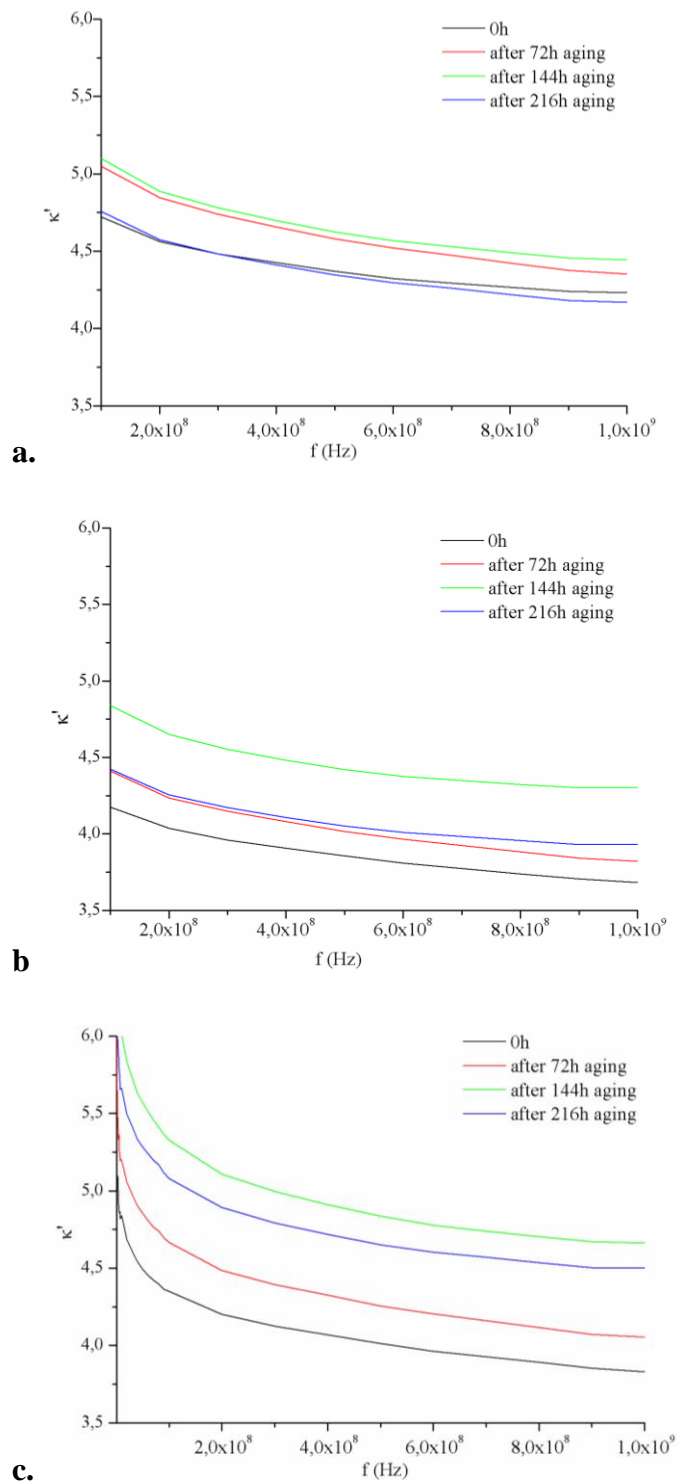 6,0
0h
after 72h aging
after 144h aging
after 216h aging
5,5
5,0
κ'
4,5
4,0
3,5
2,0x10⁸ 4,0x10⁸ 6,0x10⁸ 8,0x10⁸ 1,0x10⁹
f (Hz)
a.
6,0
0h
after 72h aging
after 144h aging
after 216h aging
5,5
5,0
κ'
4,5
4,0
3,5
2,0x10⁸ 4,0x10⁸ 6,0x10⁸ 8,0x10⁸ 1,0x10⁹
f (Hz)
b
6,0
0h
after 72h aging
after 144h aging
after 216h aging
5,5
5,0
κ'
4,5
4,0
3,5
2,0x10⁸ 4,0x10⁸ 6,0x10⁸ 8,0x10⁸ 1,0x10⁹
f (Hz)
c.